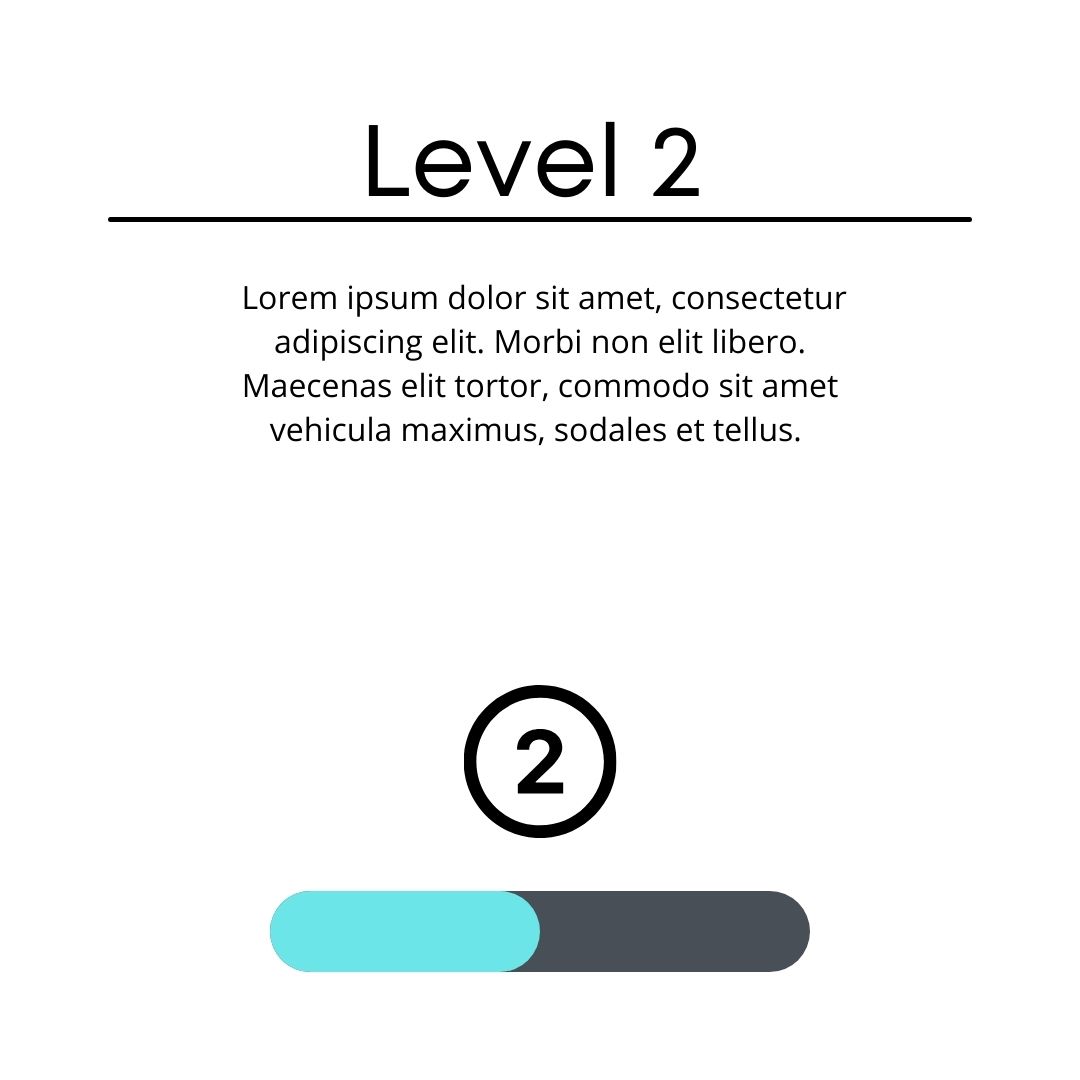 Level 2
Lorem ipsum dolor sit amet, consectetur
adipiscing elit. Morbi non elit libero.
Maecenas elit tortor, commodo sit amet
vehicula maximus, sodales et tellus.
2